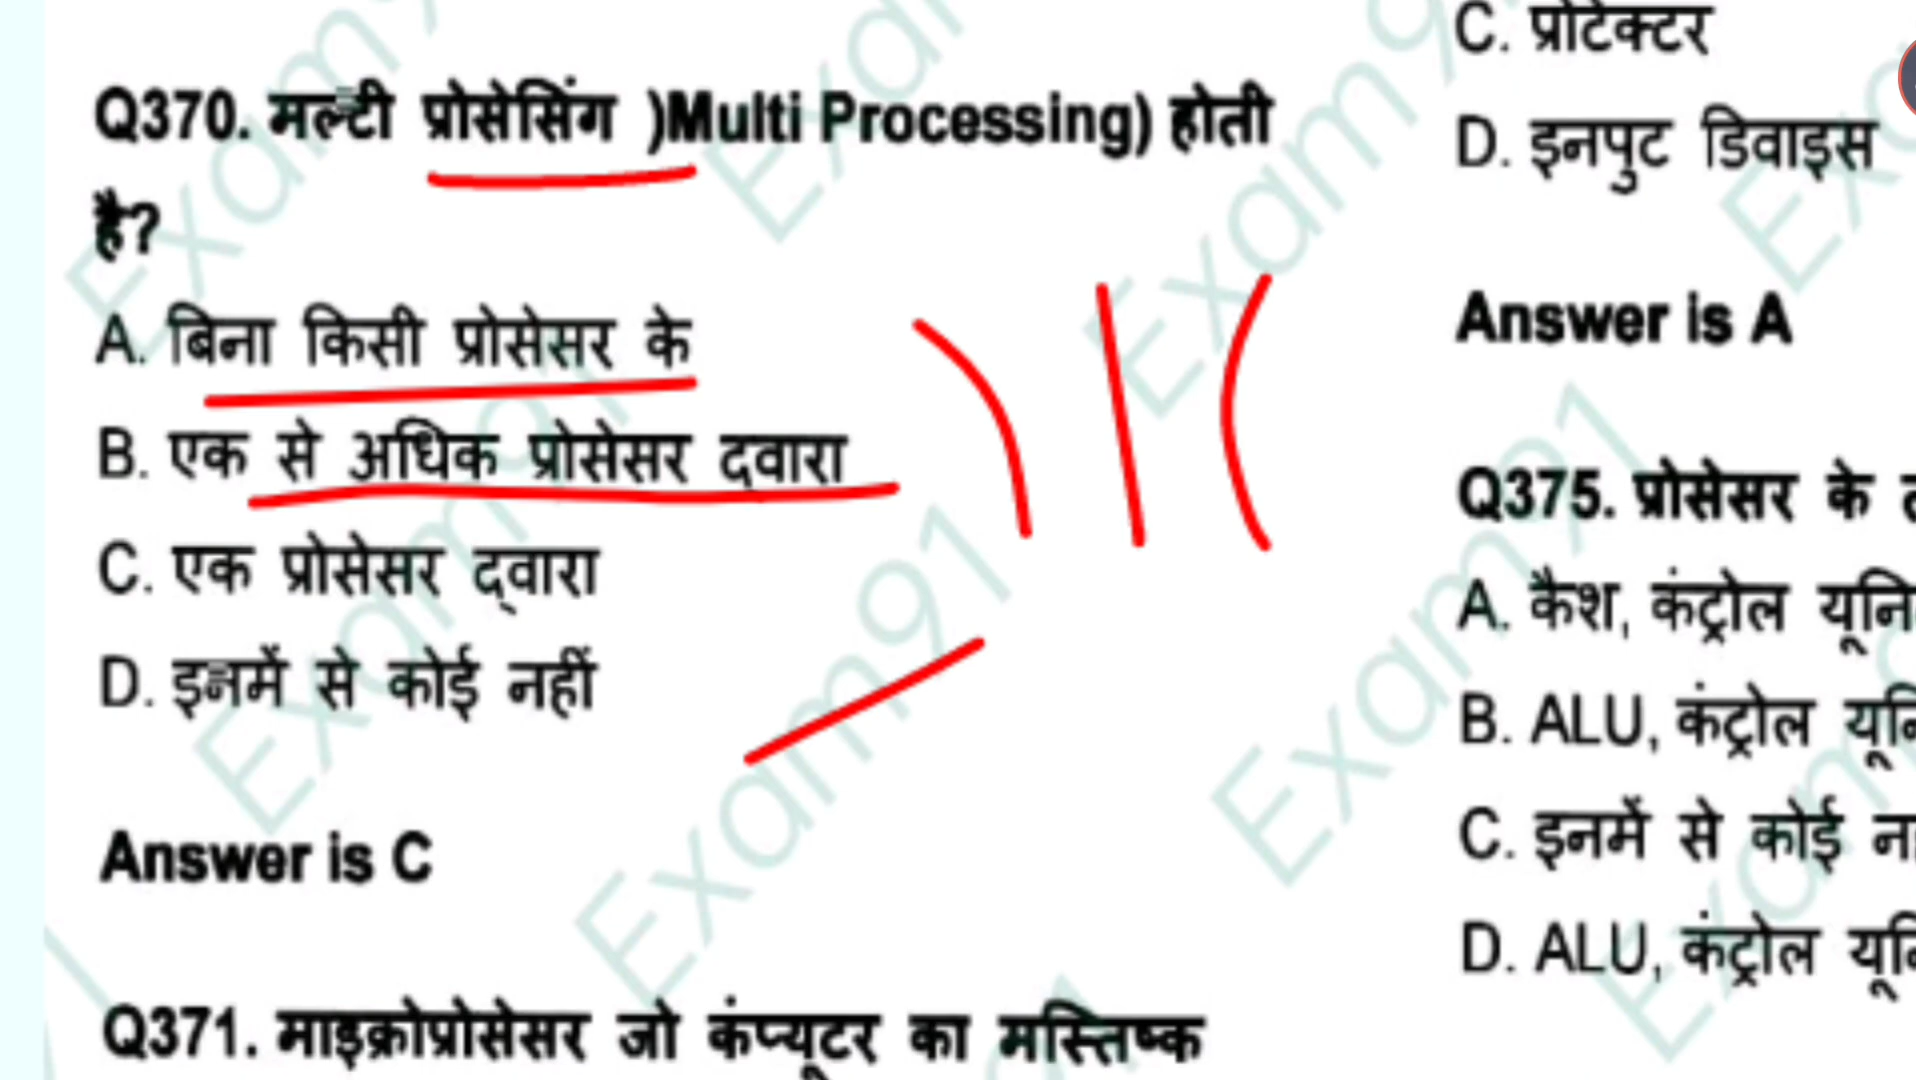 Q370. मल्टी प्रोसेसिंग )Multi Processing) होती
है?
A. बिना किसी प्रोसेसर के
B. एक से अधिक प्रोसेसर दवारा
C. एक प्रोसेसर द्‌वारा
D. इनमें से कोई नहीं
Answer is C
Q371. माइक्रोप्रोसेसर जो कंप्यूटर का मस्तिष्क
C. प्रोटेक्टर
D. इनपुट डिवाइस
Answer is A
Q375. प्रोसेसर के
A. कैश, कंट्रोल
B. ALU, कंट्रोल
C. इनमें से कोई
D. ALU, कंट्रोल
Exam91